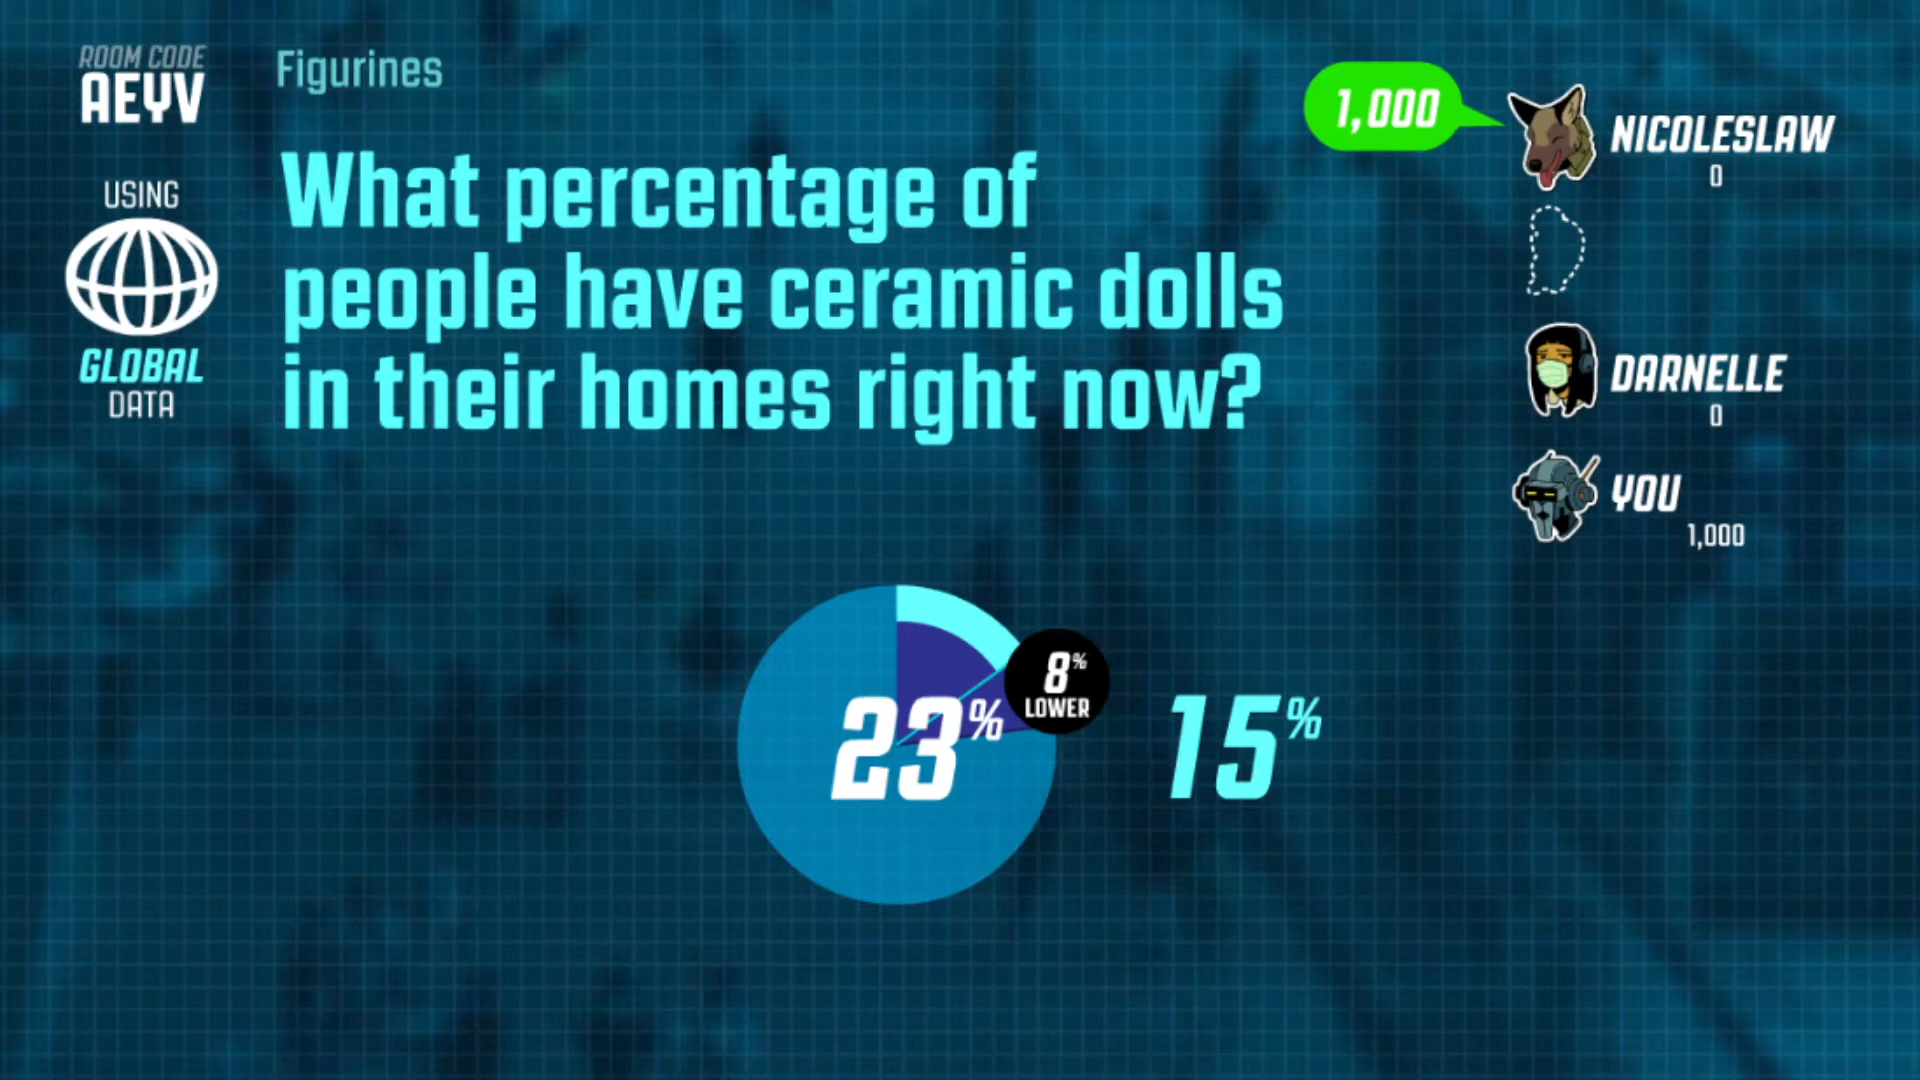 ROOM CODE
AEYV
USING
GLOBAL
DATA
Figurines
What percentage of
people have ceramic dolls
in their homes right now?
1,000
NICOLESLAW
0
DARNELLE
0
YOU
1,000
23%
8%
LOWER
15%